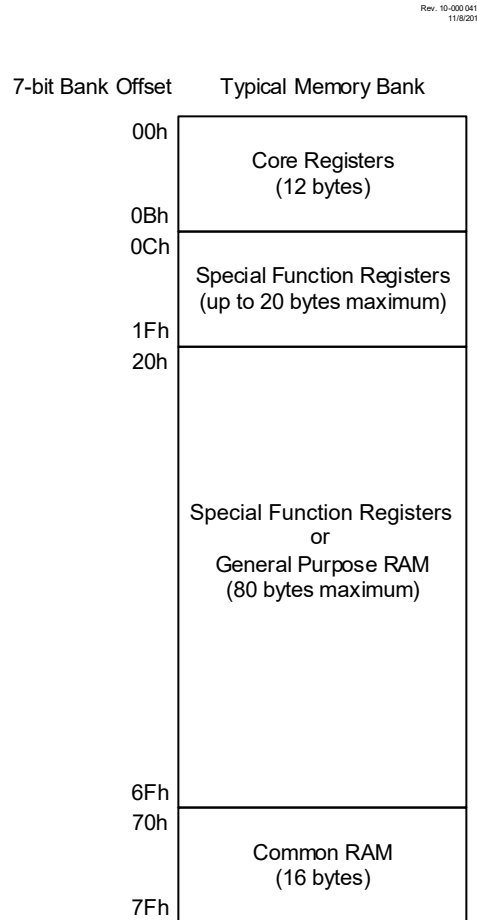 Rev. 10-000 041
11/8/201
7-bit Bank Offset Typical Memory Bank
00h
Core Registers
(12 bytes)
0Bh
0Ch
Special Function Registers
(up to 20 bytes maximum)
1Fh
20h
Special Function Registers
or
General Purpose RAM
(80 bytes maximum)
6Fh
70h
Common RAM
(16 bytes)
7Fh